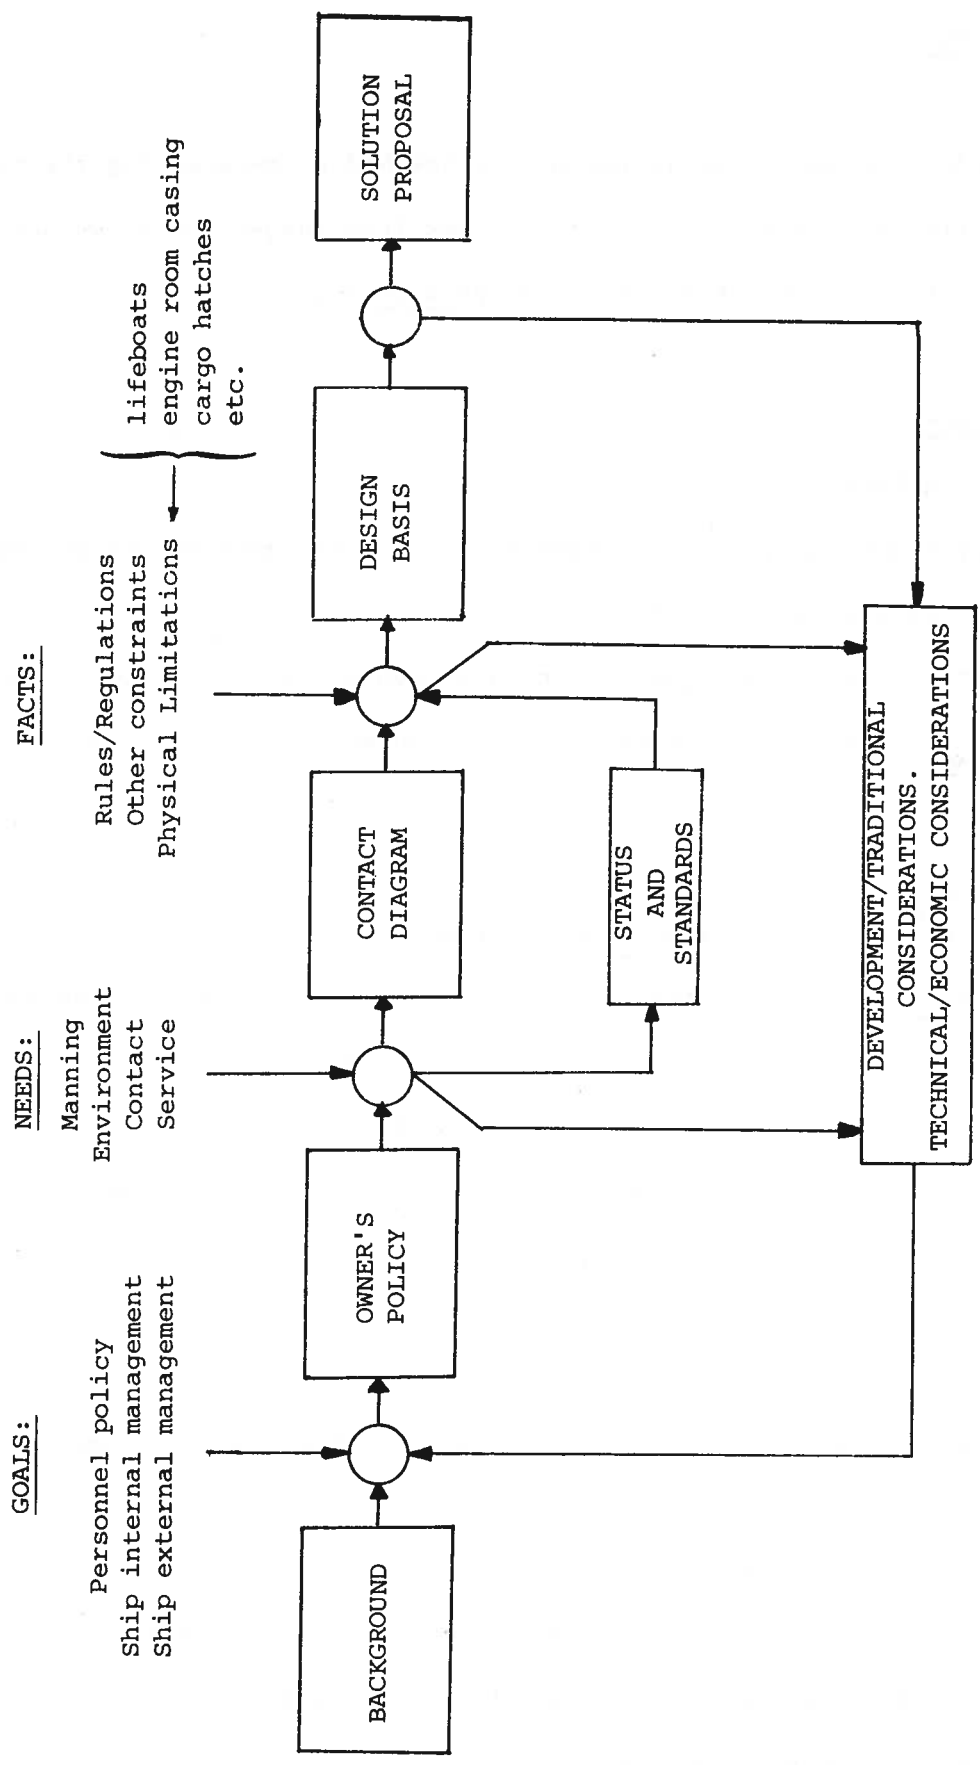 GOALS:
Personnel policy
Ship internal management
Ship external management
NEEDS:
Manning
Environment
Contact
Service
FACTS:
Rules/Regulations
Other constraints
Physical Limitations
lifeboats
engine room casing
cargo hatches
etc.
BACKGROUND
OWNER'S
POLICY
CONTACT
DIAGRAM
DESIGN
BASIS
SOLUTION
PROPOSAL
STATUS
AND
STANDARDS
DEVELOPMENT/TRADITIONAL
CONSIDERATIONS.
TECHNICAL/ECONOMIC CONSIDERATIONS